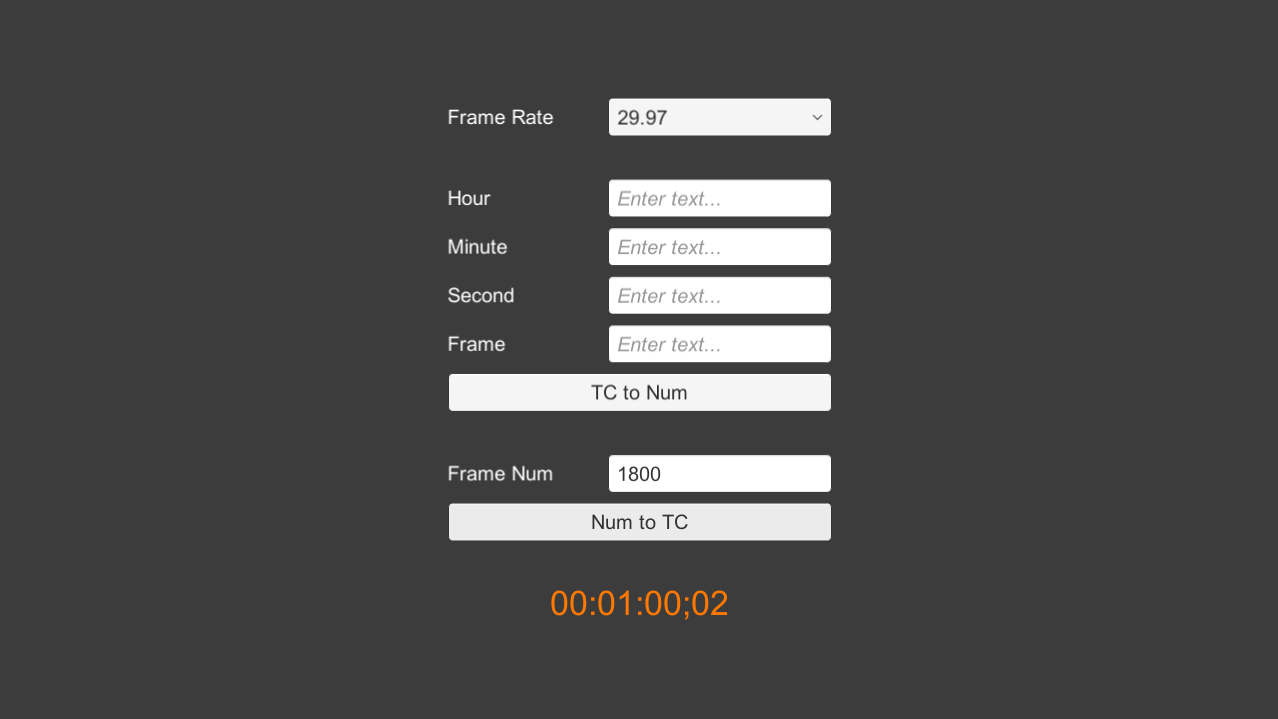 Frame Rate 29.97
Hour Enter text...
Minute Enter text...
Second Enter text...
Frame Enter text...
TC to Num
Frame Num 1800
Num to TC
00:01:00;02